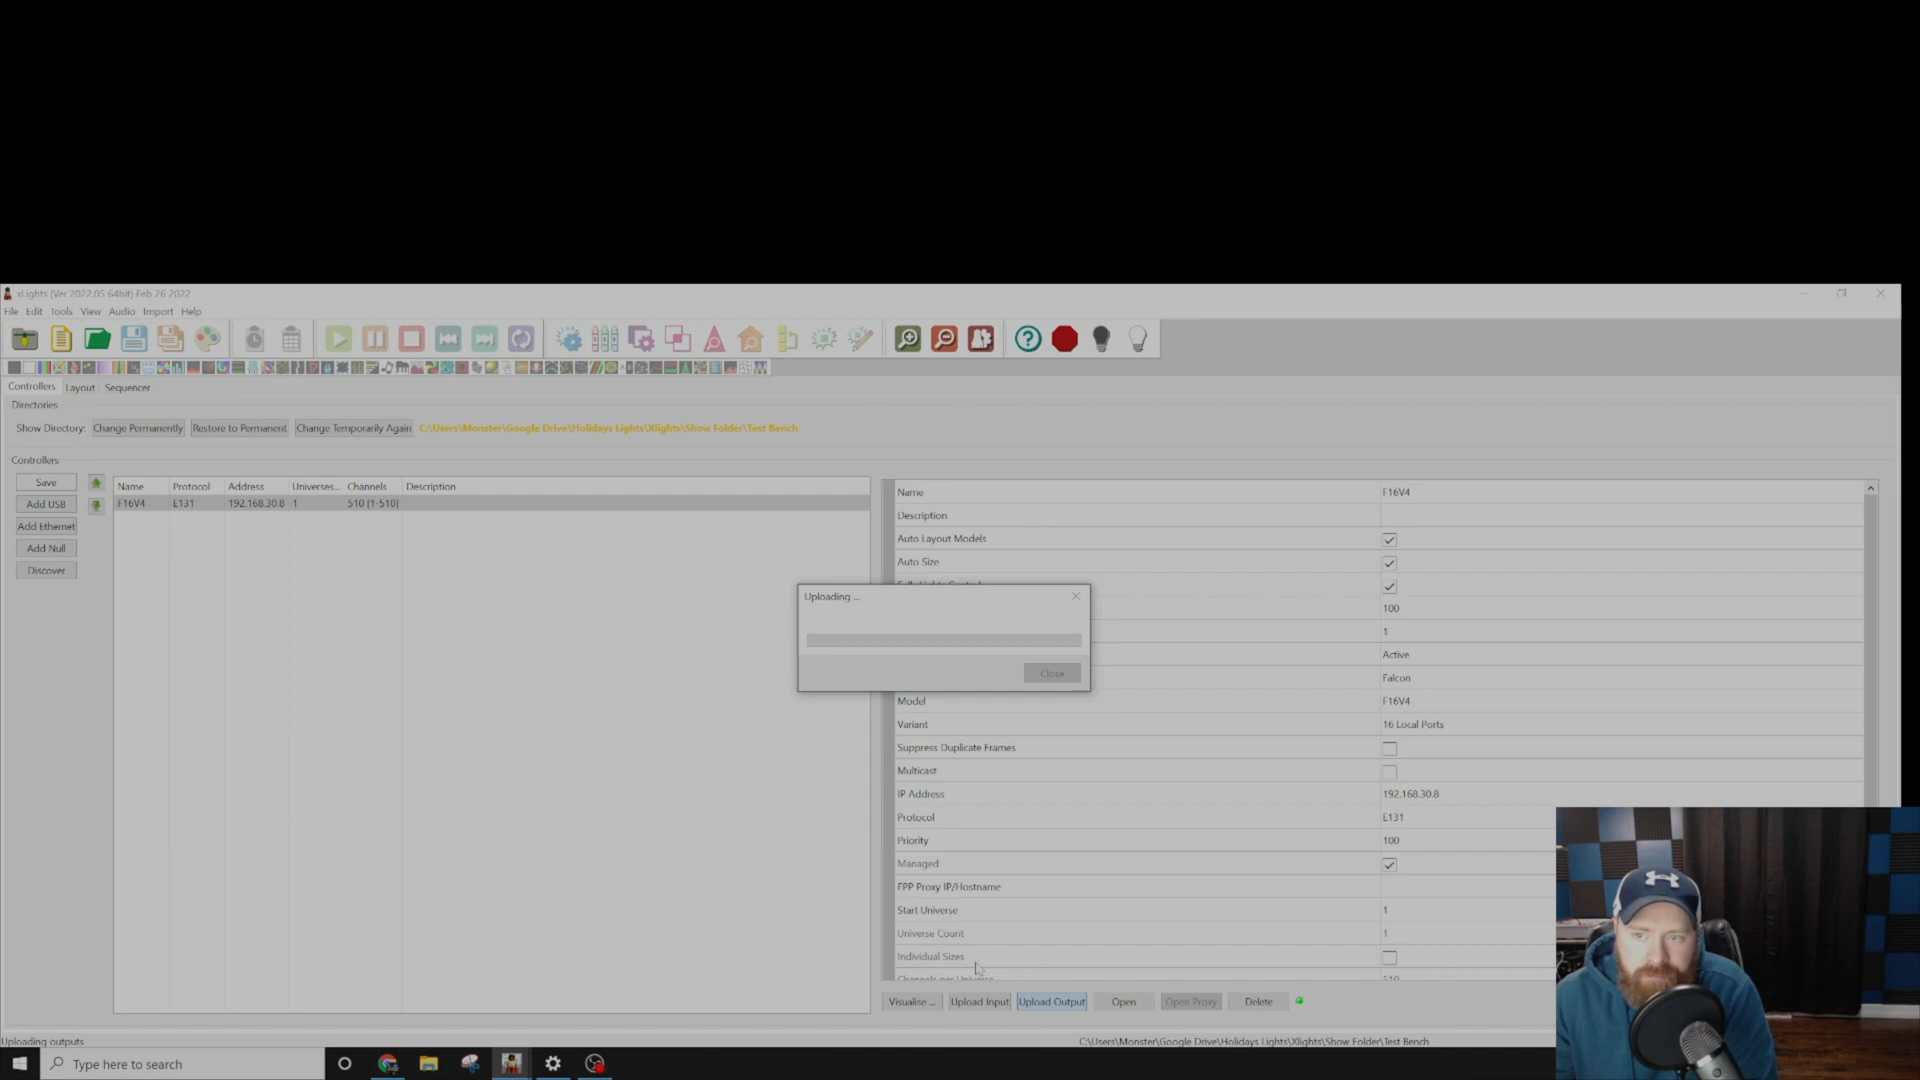 xLights (Ver 2022.05 64bit) Feb 26 2022
File Edit Tools View Audio Import Help
Controllers Layout Sequencer
Directories
Show Directory: Change Permanently Restore to Permanent Change Temporarily Again C:\Users\Monster\Google Drive\Holidays Lights\Xlights\Show Folder\Test Bench
Controllers
Save
Add USB
Add Ethernet
Add Null
Discover
Name Protocol Address Universes... Channels Description
F16V4 E131 192.168.30.8 1 510 [1-510]
Name F16V4
Description
Auto Layout Models
Auto Size
100
1
Active
Falcon
Model F16V4
Variant 16 Local Ports
Suppress Duplicate Frames
Multicast
IP Address 192.168.30.8
Protocol E131
Priority 100
Managed
FPP Proxy IP/Hostname
Start Universe 1
Universe Count 1
Individual Sizes
Channels per Universe 510
Uploading ...
Close
Visualise ... Upload Input Upload Output Open Open Proxy Delete
Uploading outputs
C:\Users\Monster\Google Drive\Holidays Lights\Xlights\Show Folder\Test Bench
Type here to search